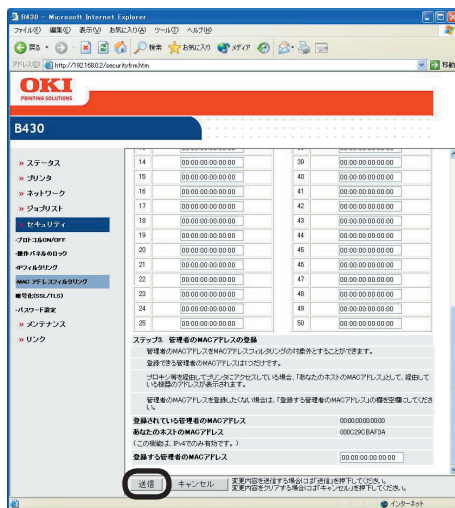 B430 - Microsoft Internet Explorer
ファイル(F) 編集(E) 表示(V) お気に入り(A) ツール(T) ヘルプ(H)
戻る 検索 お気に入り メディア
アドレス(D) http://192.168.0.2/securityfrm.htm 移動
OKI
PRINTING SOLUTIONS
B430
» ステータス
» プリンタ
» ネットワーク
» ジョブリスト
» セキュリティ
・プロトコルON/OFF
・操作パネルのロック
・IPフィルタリング
・MAC アドレスフィルタリング
・暗号化(SSL/TLS)
・パスワード設定
» メンテナンス
» リンク
14 00:00:00:00:00:00 39 00:00:00:00:00:00
15 00:00:00:00:00:00 40 00:00:00:00:00:00
16 00:00:00:00:00:00 41 00:00:00:00:00:00
17 00:00:00:00:00:00 42 00:00:00:00:00:00
18 00:00:00:00:00:00 43 00:00:00:00:00:00
19 00:00:00:00:00:00 44 00:00:00:00:00:00
20 00:00:00:00:00:00 45 00:00:00:00:00:00
21 00:00:00:00:00:00 46 00:00:00:00:00:00
22 00:00:00:00:00:00 47 00:00:00:00:00:00
23 00:00:00:00:00:00 48 00:00:00:00:00:00
24 00:00:00:00:00:00 49 00:00:00:00:00:00
25 00:00:00:00:00:00 50 00:00:00:00:00:00
ステップ3. 管理者のMACアドレスの登録
管理者のMACアドレスをMACアドレスフィルタリングの対象外とすることができます。
登録できる管理者のMACアドレスは1つだけです。
プロキシ等を経由してプリンタにアクセスしている場合、「あなたのホストのMACアドレス」として、経由して
いる機器のアドレスが表示されます。
管理者のMACアドレスを登録したくない場合は、「登録する管理者のMACアドレス」の欄を空欄にしてくださ
い。
登録されている管理者のMACアドレス 000000000000
あなたのホストのMACアドレス 000C29CBAF3A
(この機能は、IPv4でのみ有効です。)
登録する管理者のMACアドレス 00:00:00:00:00:00
送信 キャンセル 変更内容を送信する場合には「送信」を押下してください。
変更内容をクリアする場合には「キャンセル」を押下してください。
インターネット